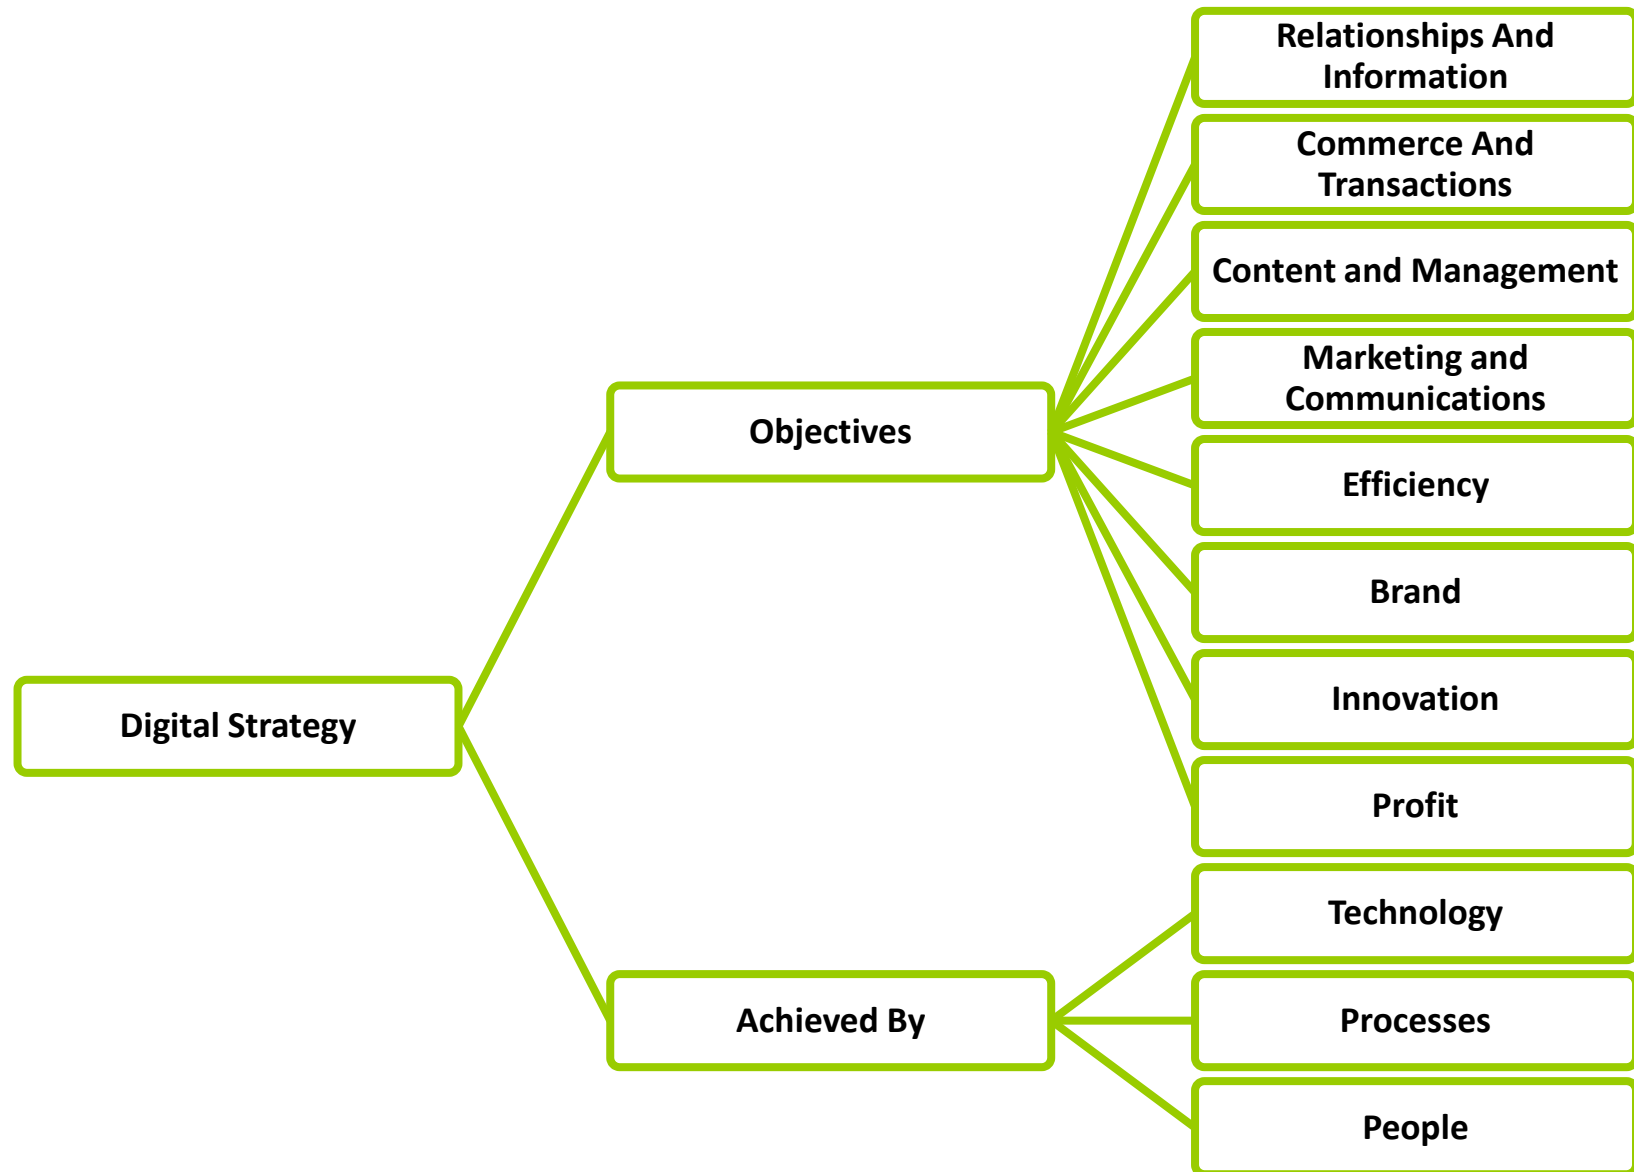 Relationships And
Information
Commerce And
Transactions
Content and Management
Marketing and
Communications
Objectives
Efficiency
Brand
Innovation
Digital Strategy
Profit
Technology
Achieved By
Processes
People